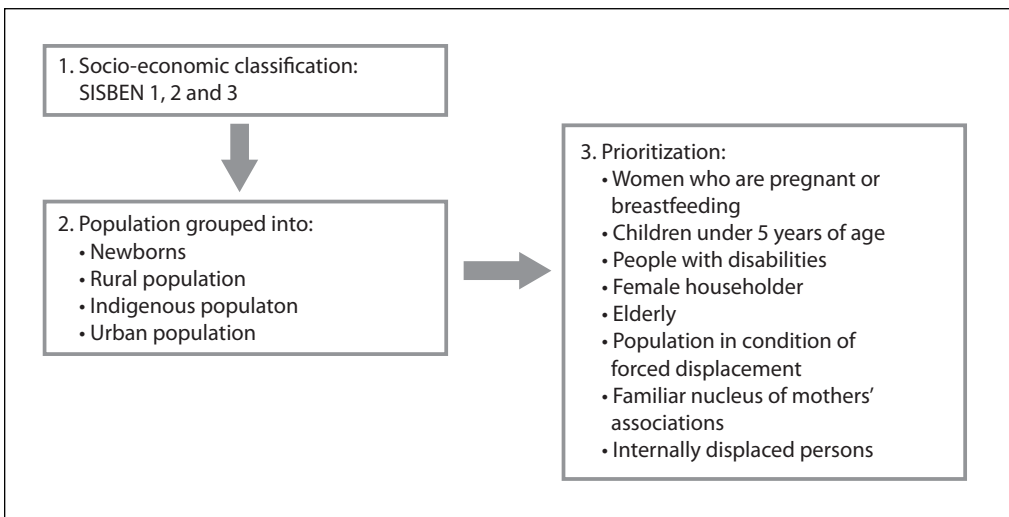 1. Socio-economic classification:
SISBEN 1, 2 and 3
2. Population grouped into:
• Newborns
• Rural population
• Indigenous populaton
• Urban population
3. Prioritization:
• Women who are pregnant or
breastfeeding
• Children under 5 years of age
• People with disabilities
• Female householder
• Elderly
• Population in condition of
forced displacement
• Familiar nucleus of mothers’
associations
• Internally displaced persons